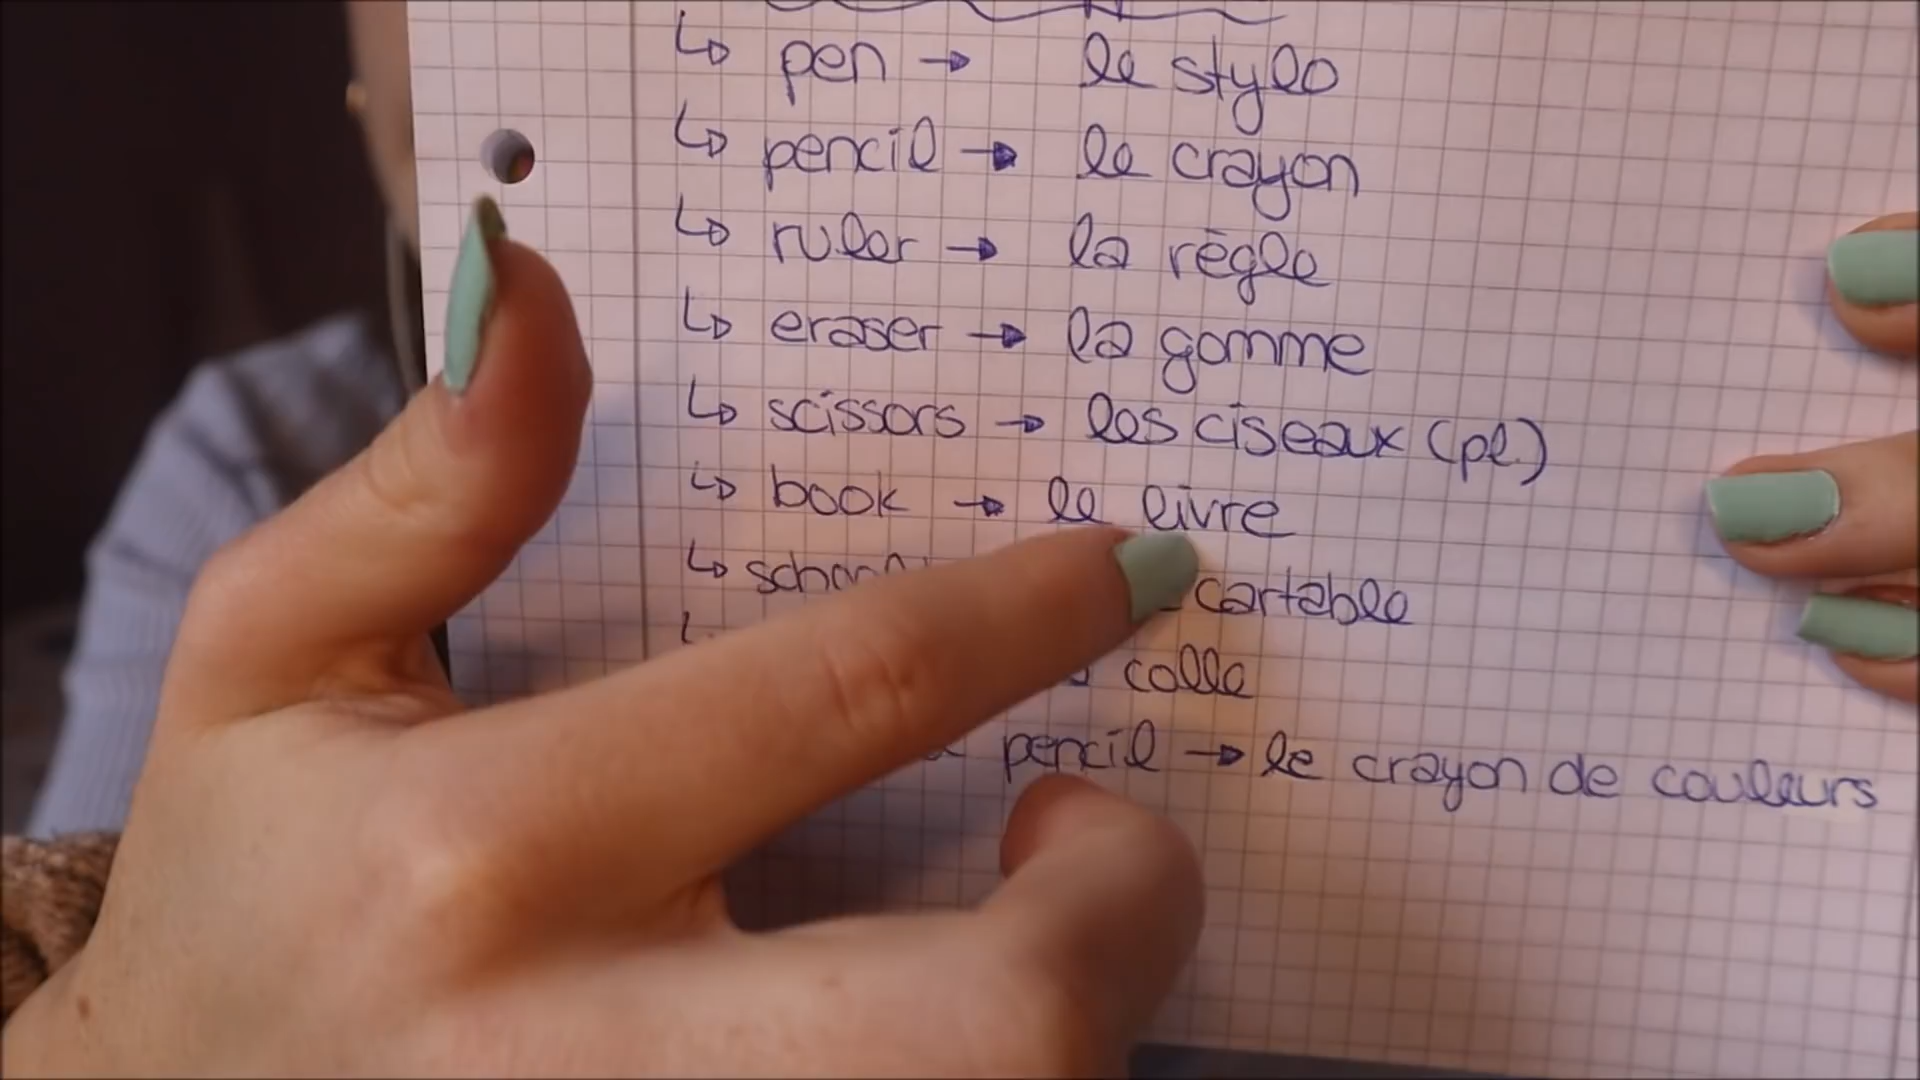 ↳ pen → le stylo
↳ pencil → le crayon
↳ ruler → la règle
↳ eraser → la gomme
↳ scissors → les ciseaux (pl.)
↳ book → le livre
↳ cartable
colle
pencil → le crayon de couleurs